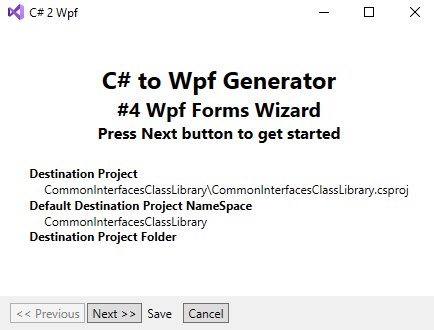 C# 2 Wpf
C# to Wpf Generator
#4 Wpf Forms Wizard
Press Next button to get started
Destination Project
CommonInterfacesClassLibrary\CommonInterfacesClassLibrary.csproj
Default Destination Project NameSpace
CommonInterfacesClassLibrary
Destination Project Folder
<< Previous Next >> Save Cancel